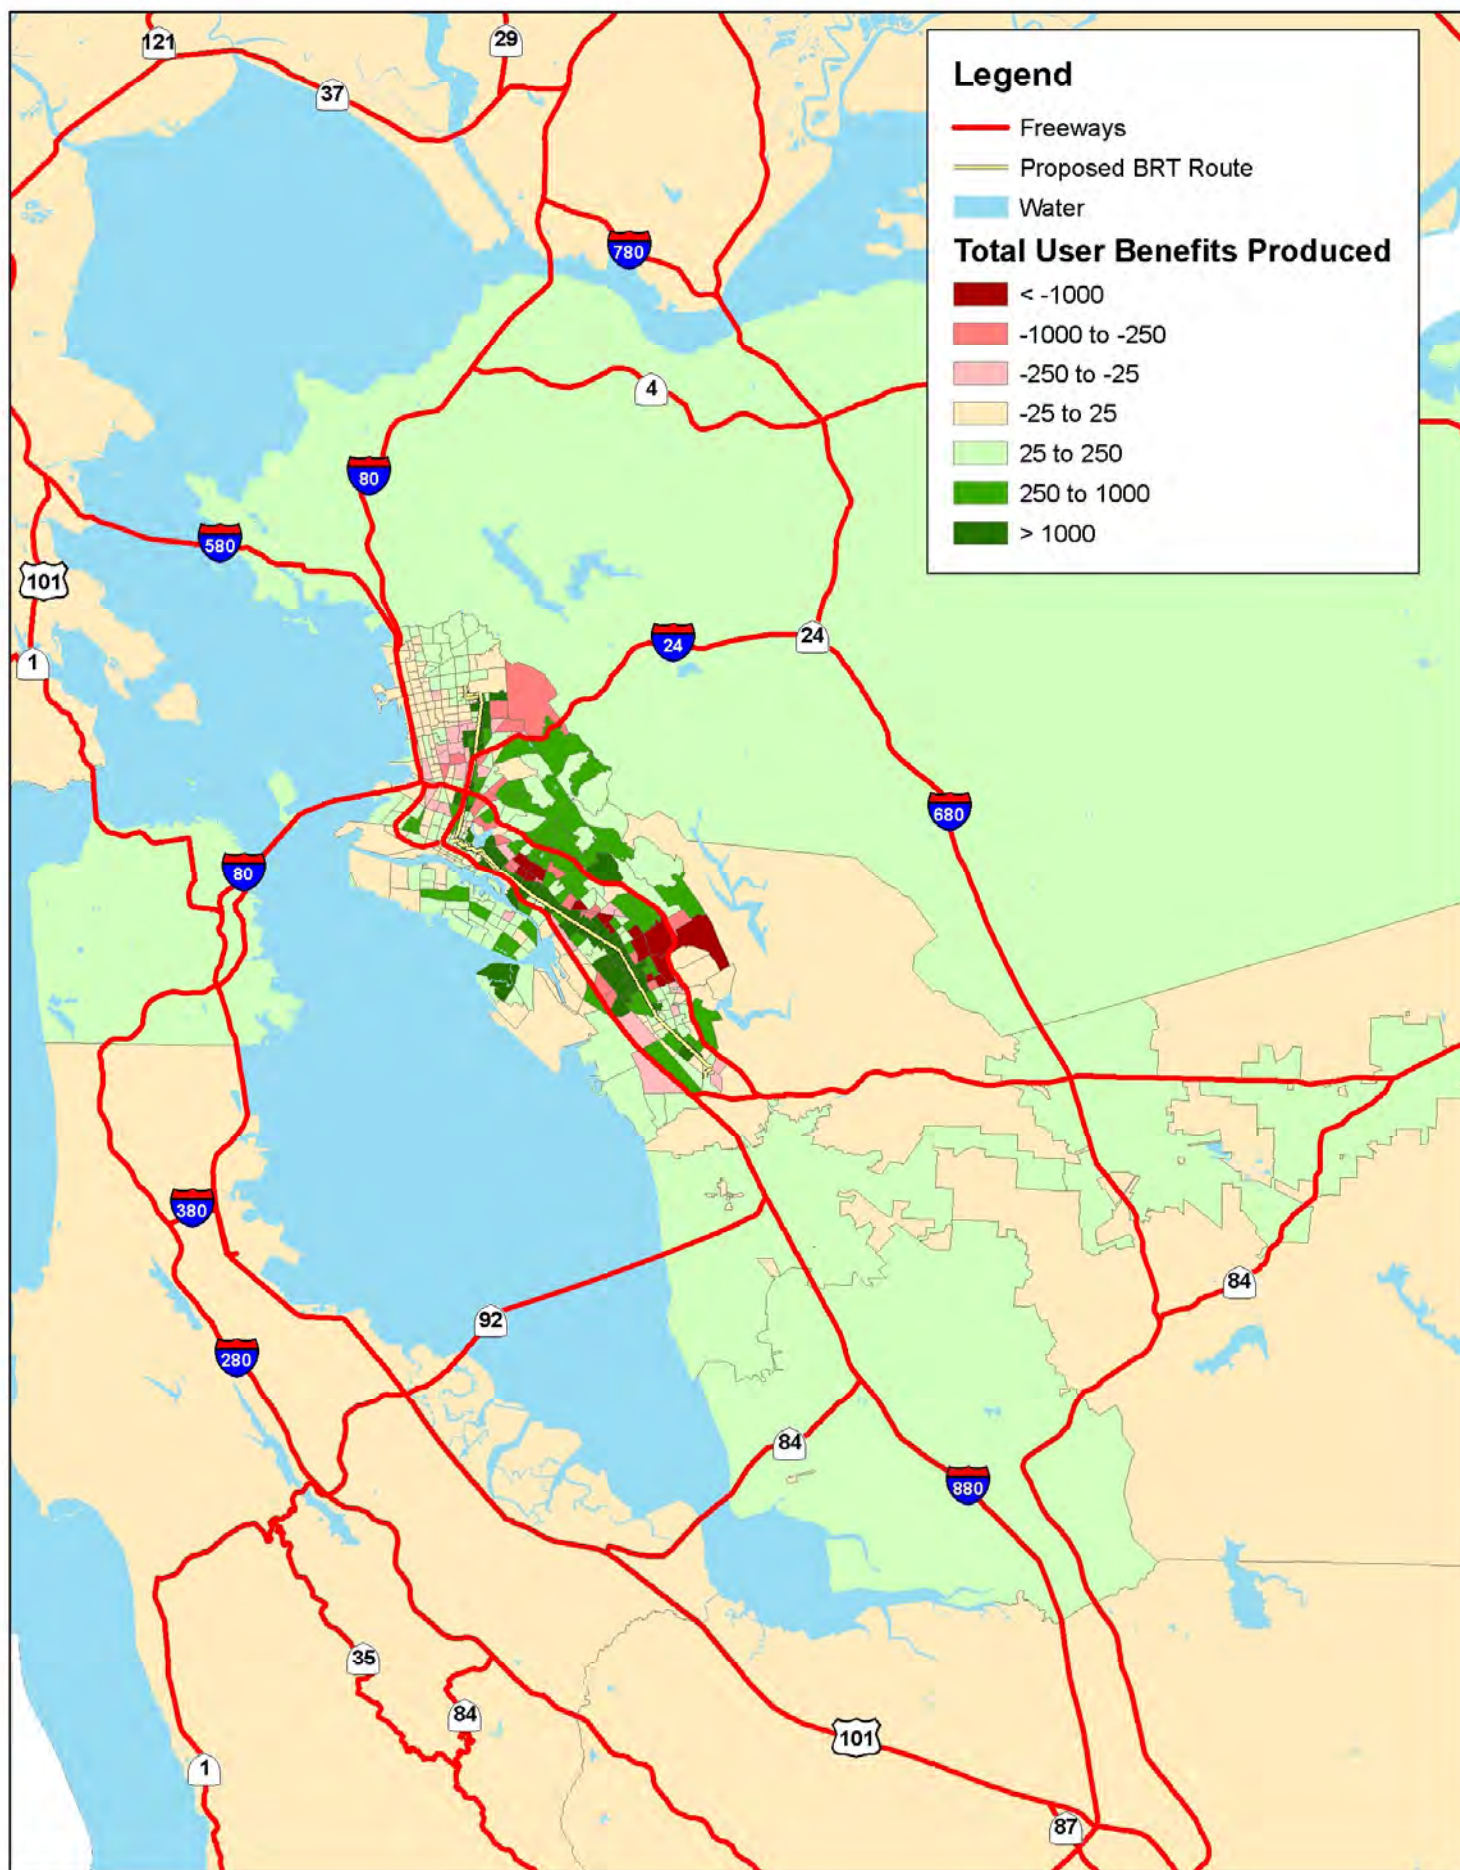 121
29
37
Legend
Freeways
Proposed BRT Route
Water
Total User Benefits Produced
< -1000
-1000 to -250
-250 to -25
-25 to 25
25 to 250
250 to 1000
> 1000
780
4
80
580
101
1
24
24
680
80
380
84
92
280
84
880
35
84
101
1
87